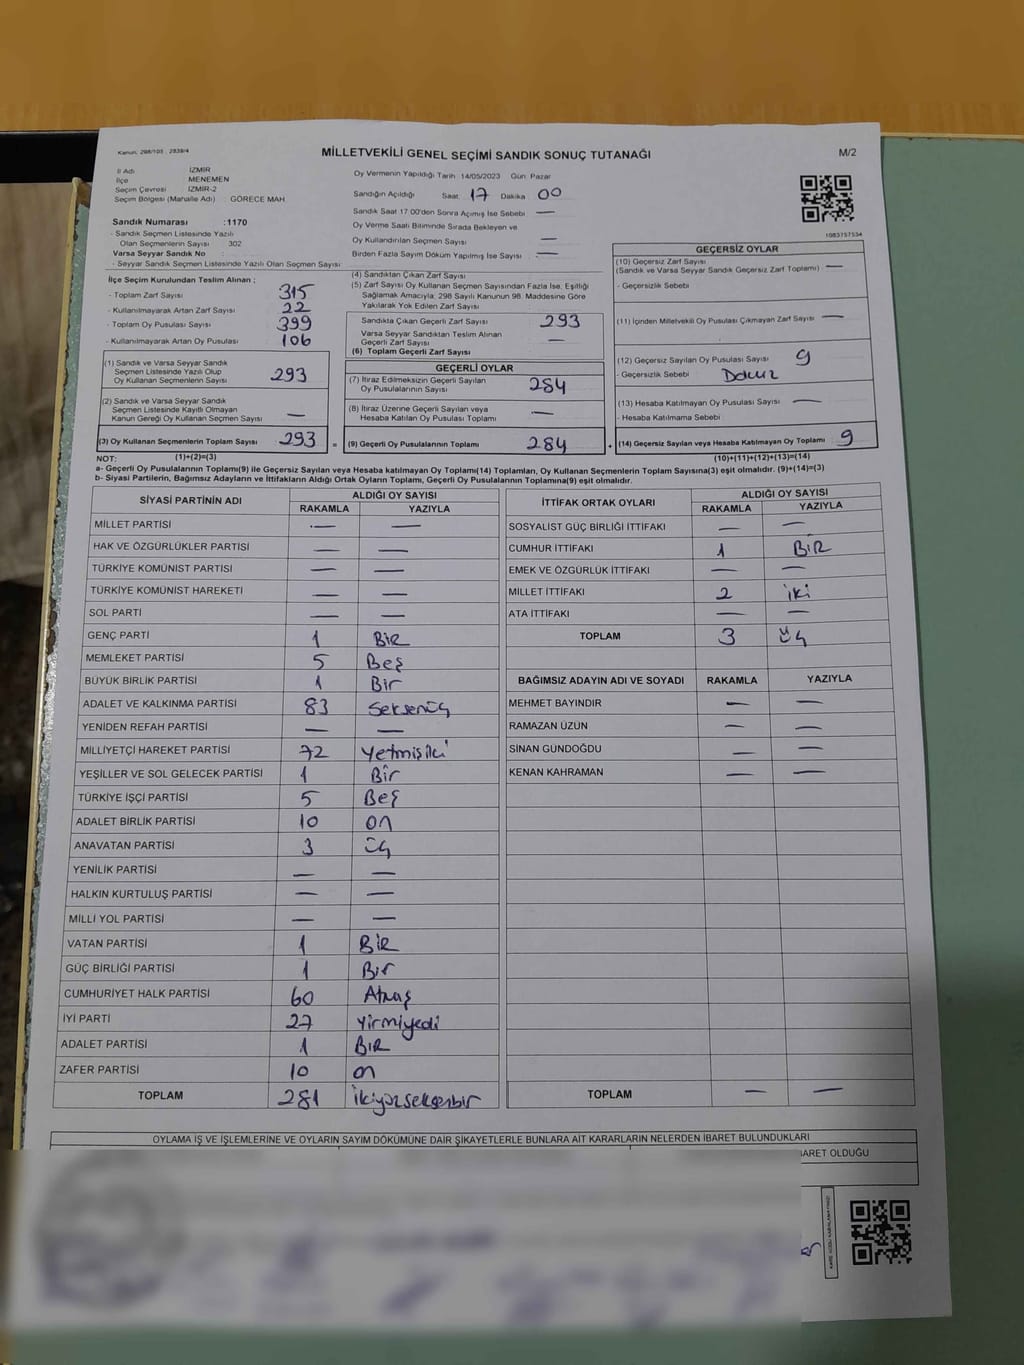 Kanun: 298/105 , 2839/4
MİLLETVEKİLİ GENEL SEÇİMİ SANDIK SONUÇ TUTANAĞI
M/2
İl Adı İZMİR
İlçe MENEMEN
Seçim Çevresi İZMİR-2
Seçim Bölgesi (Mahalle Adı) : GÖRECE MAH
Sandık Numarası :1170
- Sandık Seçmen Listesinde Yazılı
Olan Seçmenlerin Sayısı 302
Varsa Seyyar Sandık No :
- Seyyar Sandık Seçmen Listesinde Yazılı Olan Seçmen Sayısı :
Oy Vermenin Yapıldığı Tarih : 14/05/2023 Gün: Pazar
Sandığın Açıldığı Saat: 17 Dakika : 00
Sandık Saat 17.00'den Sonra Açımış İse Sebebi : —
Oy Verme Saati Bitiminde Sırada Bekleyen ve
Oy Kullandırılan Seçmen Sayısı : —
Birden Fazla Sayım Döküm Yapılmış İse Sayısı : —
1083757534
İlçe Seçim Kurulundan Teslim Alınan ;
- Toplam Zarf Sayısı : 315
- Kullanılmayarak Artan Zarf Sayısı : 22
- Toplam Oy Pusulası Sayısı : 399
- Kullanılmayarak Artan Oy Pusulası : 106
(4) Sandıktan Çıkan Zarf Sayısı
(5) Zarf Sayısı Oy Kullanan Seçmen Sayısından Fazla İse, Eşitliği
Sağlamak Amacıyla; 298 Sayılı Kanunun 98. Maddesine Göre
Yakılarak Yok Edilen Zarf Sayısı
Sandıkta Çıkan Geçerli Zarf Sayısı : 293
Varsa Seyyar Sandıktan Teslim Alınan
Geçerli Zarf Sayısı : —
(6) Toplam Geçerli Zarf Sayısı
GEÇERSİZ OYLAR
(10) Geçersiz Zarf Sayısı
(Sandık ve Varsa Seyyar Sandık Geçersiz Zarf Toplamı) : —
- Geçersizlik Sebebi :
(11) İçinden Milletvekili Oy Pusulası Çıkmayan Zarf Sayısı : —
(12) Geçersiz Sayılan Oy Pusulası Sayısı : 9
- Geçersizlik Sebebi : Dokuz
(13) Hesaba Katılmayan Oy Pusulası Sayısı : —
- Hesaba Katılmama Sebebi :
(14) Geçersiz Sayılan veya Hesaba Katılmayan Oy Toplamı : 9
(10)+(11)+(12)+(13)=(14)
(1) Sandık ve Varsa Seyyar Sandık
Seçmen Listesinde Yazılı Olup
Oy Kullanan Seçmenlerin Sayısı : 293
(2) Sandık ve Varsa Seyyar Sandık
Seçmen Listesinde Kayıtlı Olmayan
Kanun Gereği Oy Kullanan Seçmen Sayısı : —
(3) Oy Kullanan Seçmenlerin Toplam Sayısı : 293 =
(1)+(2)=(3)
GEÇERLİ OYLAR
(7) İtiraz Edilmeksizin Geçerli Sayılan
Oy Pusulalarının Sayısı : 284
(8) İtiraz Üzerine Geçerli Sayılan veya
Hesaba Katılan Oy Pusulası Toplamı : —
(9) Geçerli Oy Pusulalarının Toplamı : 284 +
NOT:
a- Geçerli Oy Pusulalarının Toplamı(9) ile Geçersiz Sayılan veya Hesaba katılmayan Oy Toplamı(14) Toplamları, Oy Kullanan Seçmenlerin Toplam Sayısına(3) eşit olmalıdır. (9)+(14)=(3)
b- Siyasi Partilerin, Bağımsız Adayların ve İttifakların Aldığı Ortak Oyların Toplamı, Geçerli Oy Pusulalarının Toplamına(9) eşit olmalıdır.
SİYASİ PARTİNİN ADI ALDIĞI OY SAYISI
RAKAMLA YAZIYLA
MİLLET PARTİSİ — —
HAK VE ÖZGÜRLÜKLER PARTİSİ — —
TÜRKİYE KOMÜNİST PARTİSİ — —
TÜRKİYE KOMÜNİST HAREKETİ — —
SOL PARTİ — —
GENÇ PARTİ 1 BİR
MEMLEKET PARTİSİ 5 Beş
BÜYÜK BİRLİK PARTİSİ 1 Bir
ADALET VE KALKINMA PARTİSİ 83 Seksenüç
YENİDEN REFAH PARTİSİ — —
MİLLİYETÇİ HAREKET PARTİSİ 72 Yetmişiki
YEŞİLLER VE SOL GELECEK PARTİSİ 1 Bir
TÜRKİYE İŞÇİ PARTİSİ 5 Beş
ADALET BİRLİK PARTİSİ 10 on
ANAVATAN PARTİSİ 3 üç
YENİLİK PARTİSİ — —
HALKIN KURTULUŞ PARTİSİ — —
MİLLİ YOL PARTİSİ — —
VATAN PARTİSİ 1 BİR
GÜÇ BİRLİĞİ PARTİSİ 1 Bir
CUMHURİYET HALK PARTİSİ 60 Atmış
İYİ PARTİ 27 Yirmiyedi
ADALET PARTİSİ 1 BIR
ZAFER PARTİSİ 10 on
TOPLAM 281 İkiyüzseksenbir
İTTİFAK ORTAK OYLARI ALDIĞI OY SAYISI
RAKAMLA YAZIYLA
SOSYALİST GÜÇ BİRLİĞİ İTTİFAKI — —
CUMHUR İTTİFAKI 1 BİR
EMEK VE ÖZGÜRLÜK İTTİFAKI — —
MİLLET İTTİFAKI 2 iki
ATA İTTİFAKI — —
TOPLAM 3 üç
BAĞIMSIZ ADAYIN ADI VE SOYADI RAKAMLA YAZIYLA
MEHMET BAYINDIR — —
RAMAZAN UZUN — —
SİNAN GÜNDOĞDU — —
KENAN KAHRAMAN — —
TOPLAM — —
OYLAMA İŞ VE İŞLEMLERİNE VE OYLARIN SAYIM DÖKÜMÜNE DAİR ŞİKAYETLERLE BUNLARA AİT KARARLARIN NELERDEN İBARET BULUNDUKLARI
BARET OLDUĞU